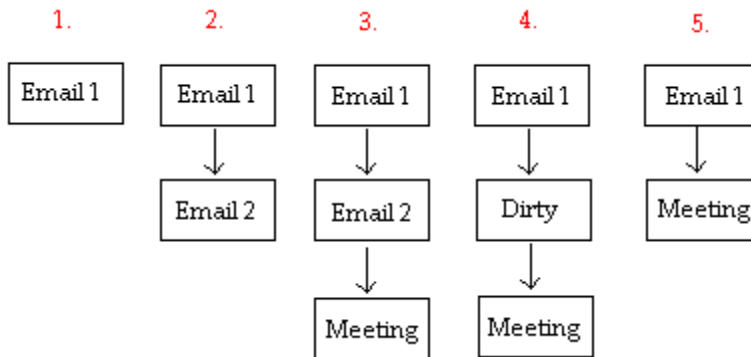 1. 2. 3. 4. 5.
Email 1 Email 1 Email 1 Email 1 Email 1
Email 2 Email 2 Dirty Meeting
Meeting Meeting